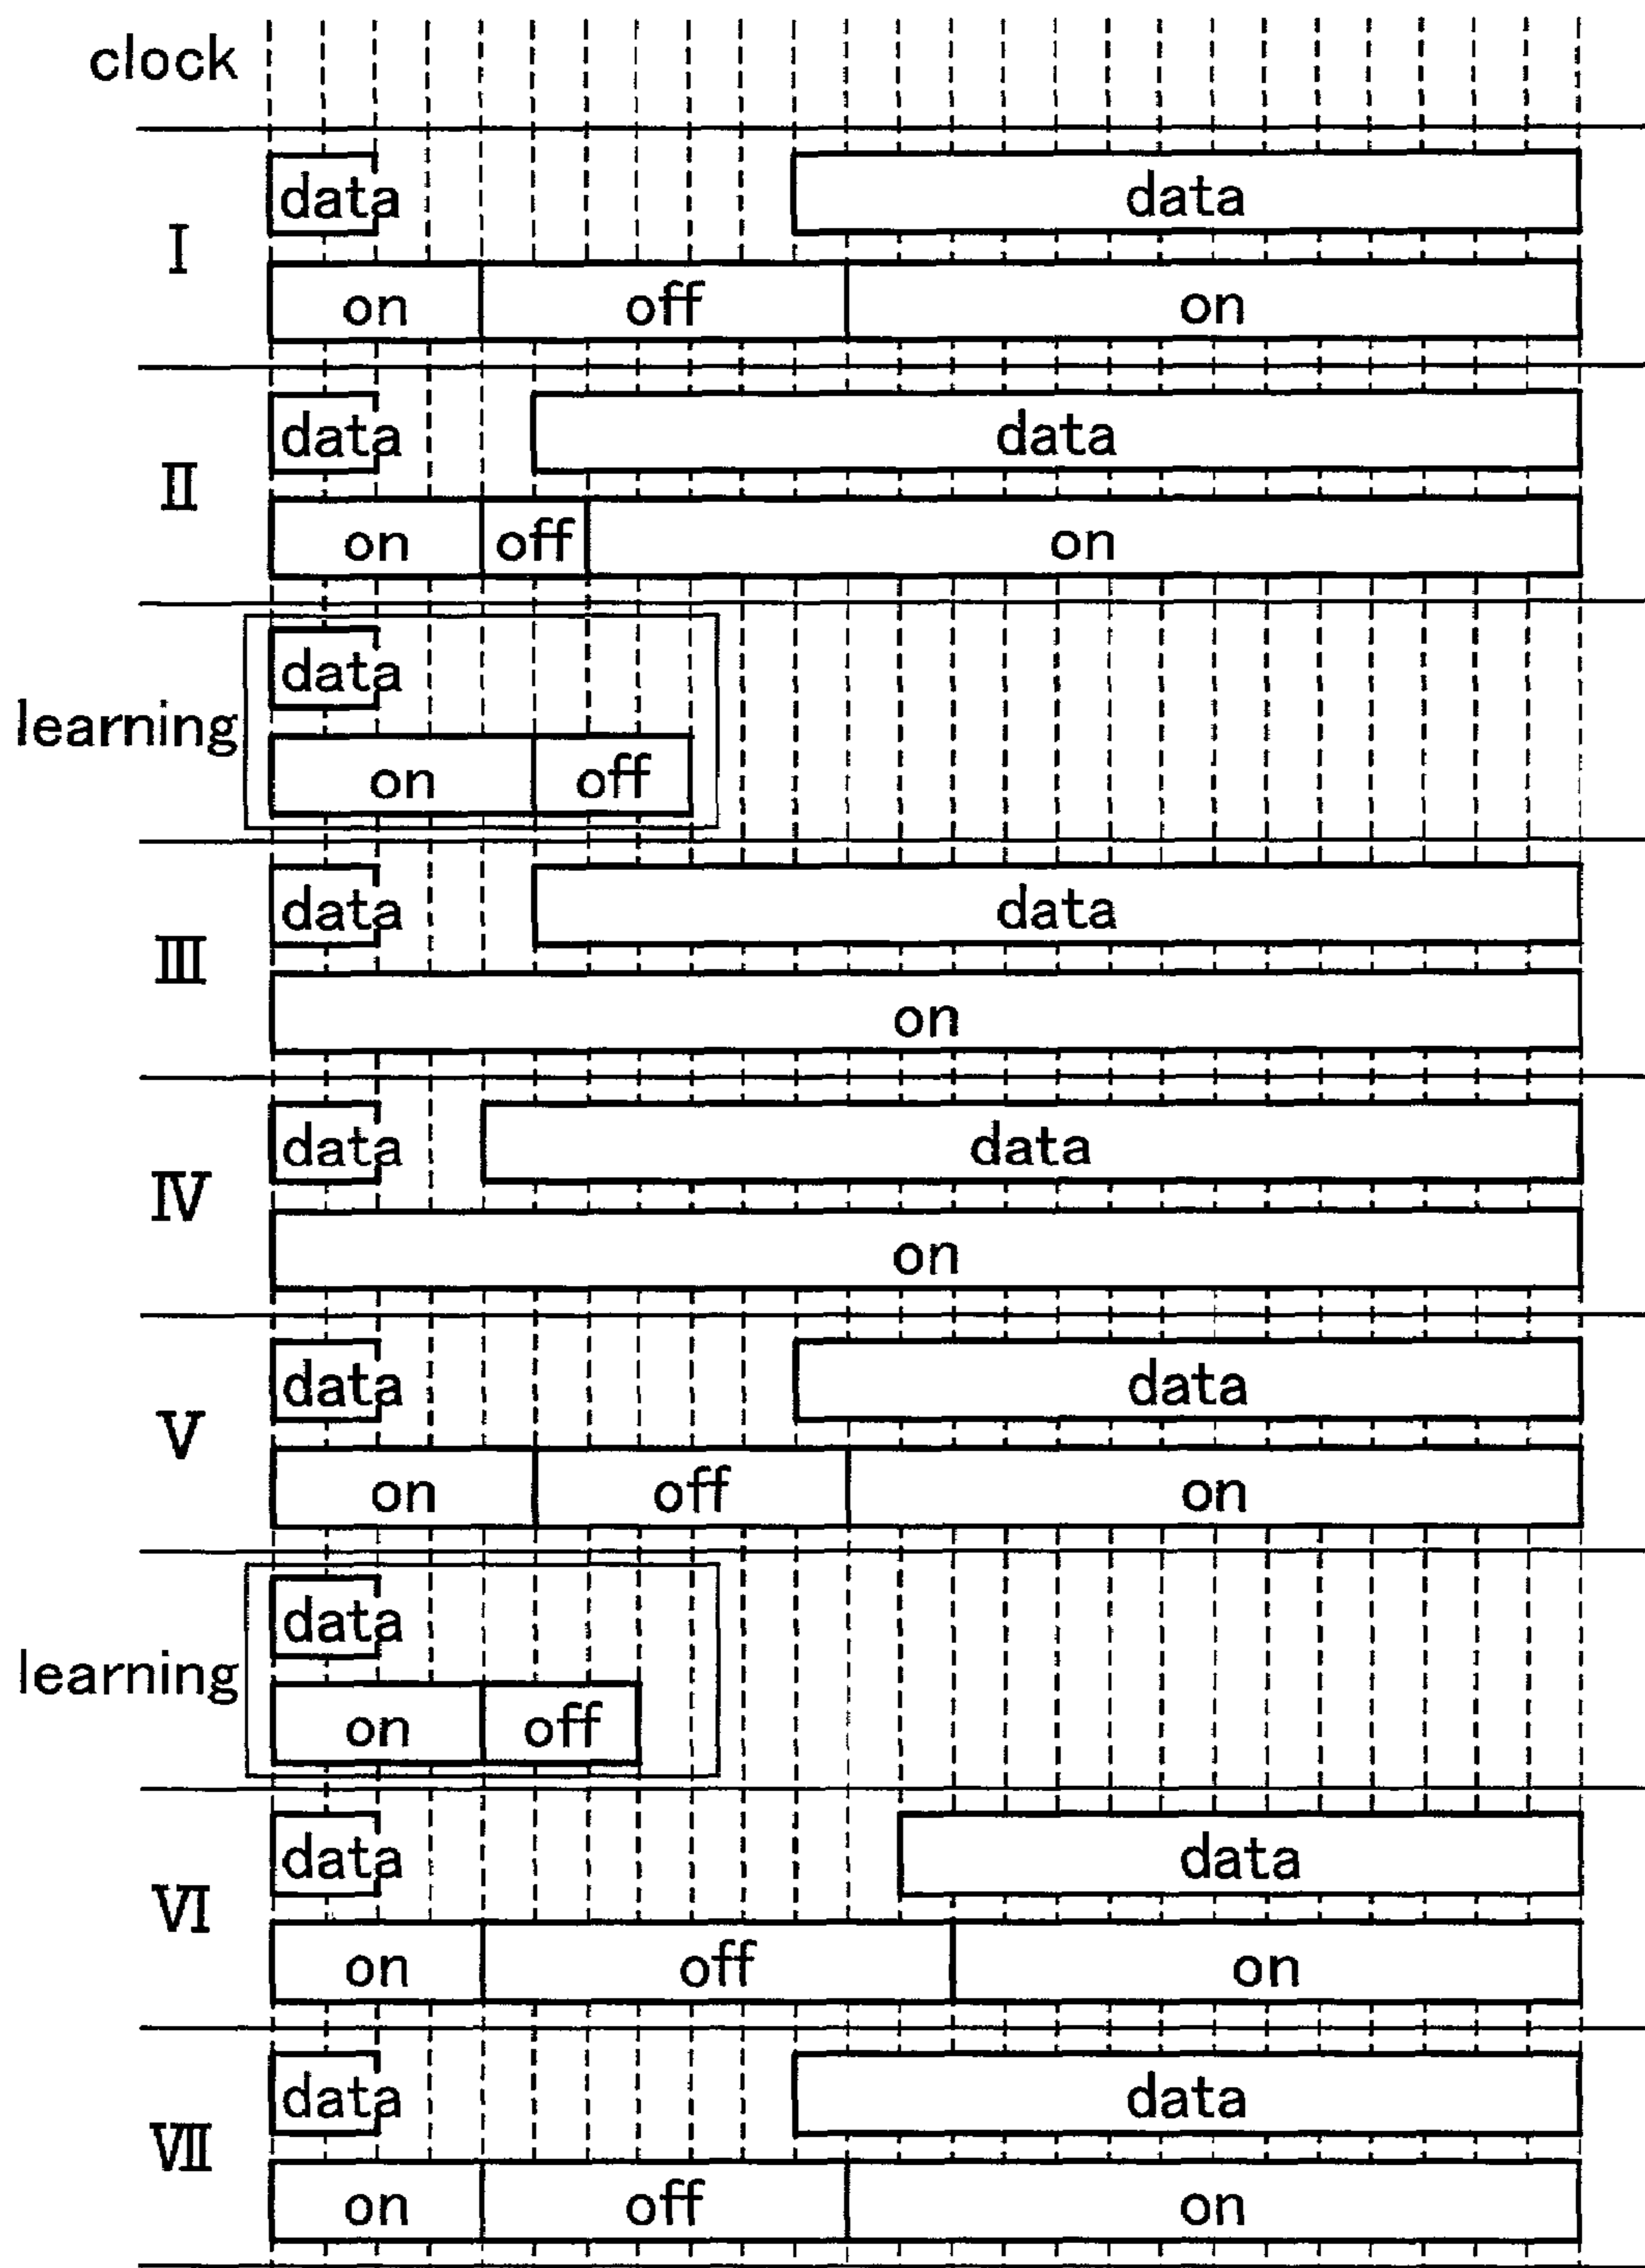 clock
data data
I
on off on
data data
II
on off on
data
learning
on off
data data
III
on
data data
IV
on
data data
V
on off on
data
learning
on off
data data
VI
on off on
data data
VII
on off on